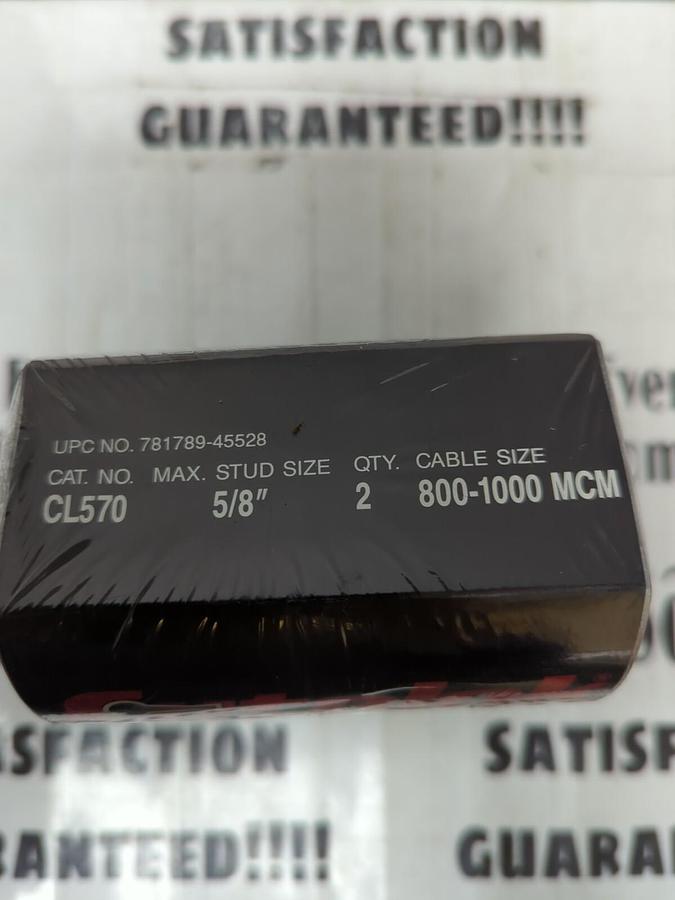 SATISFACTION
GUARANTEED!!!!
UPC NO. 781789-45528
CAT. NO. MAX. STUD SIZE QTY. CABLE SIZE
CL570 5/8" 2 800-1000 MCM
SFACTION SATISF
ANTEED!!!! GUARA